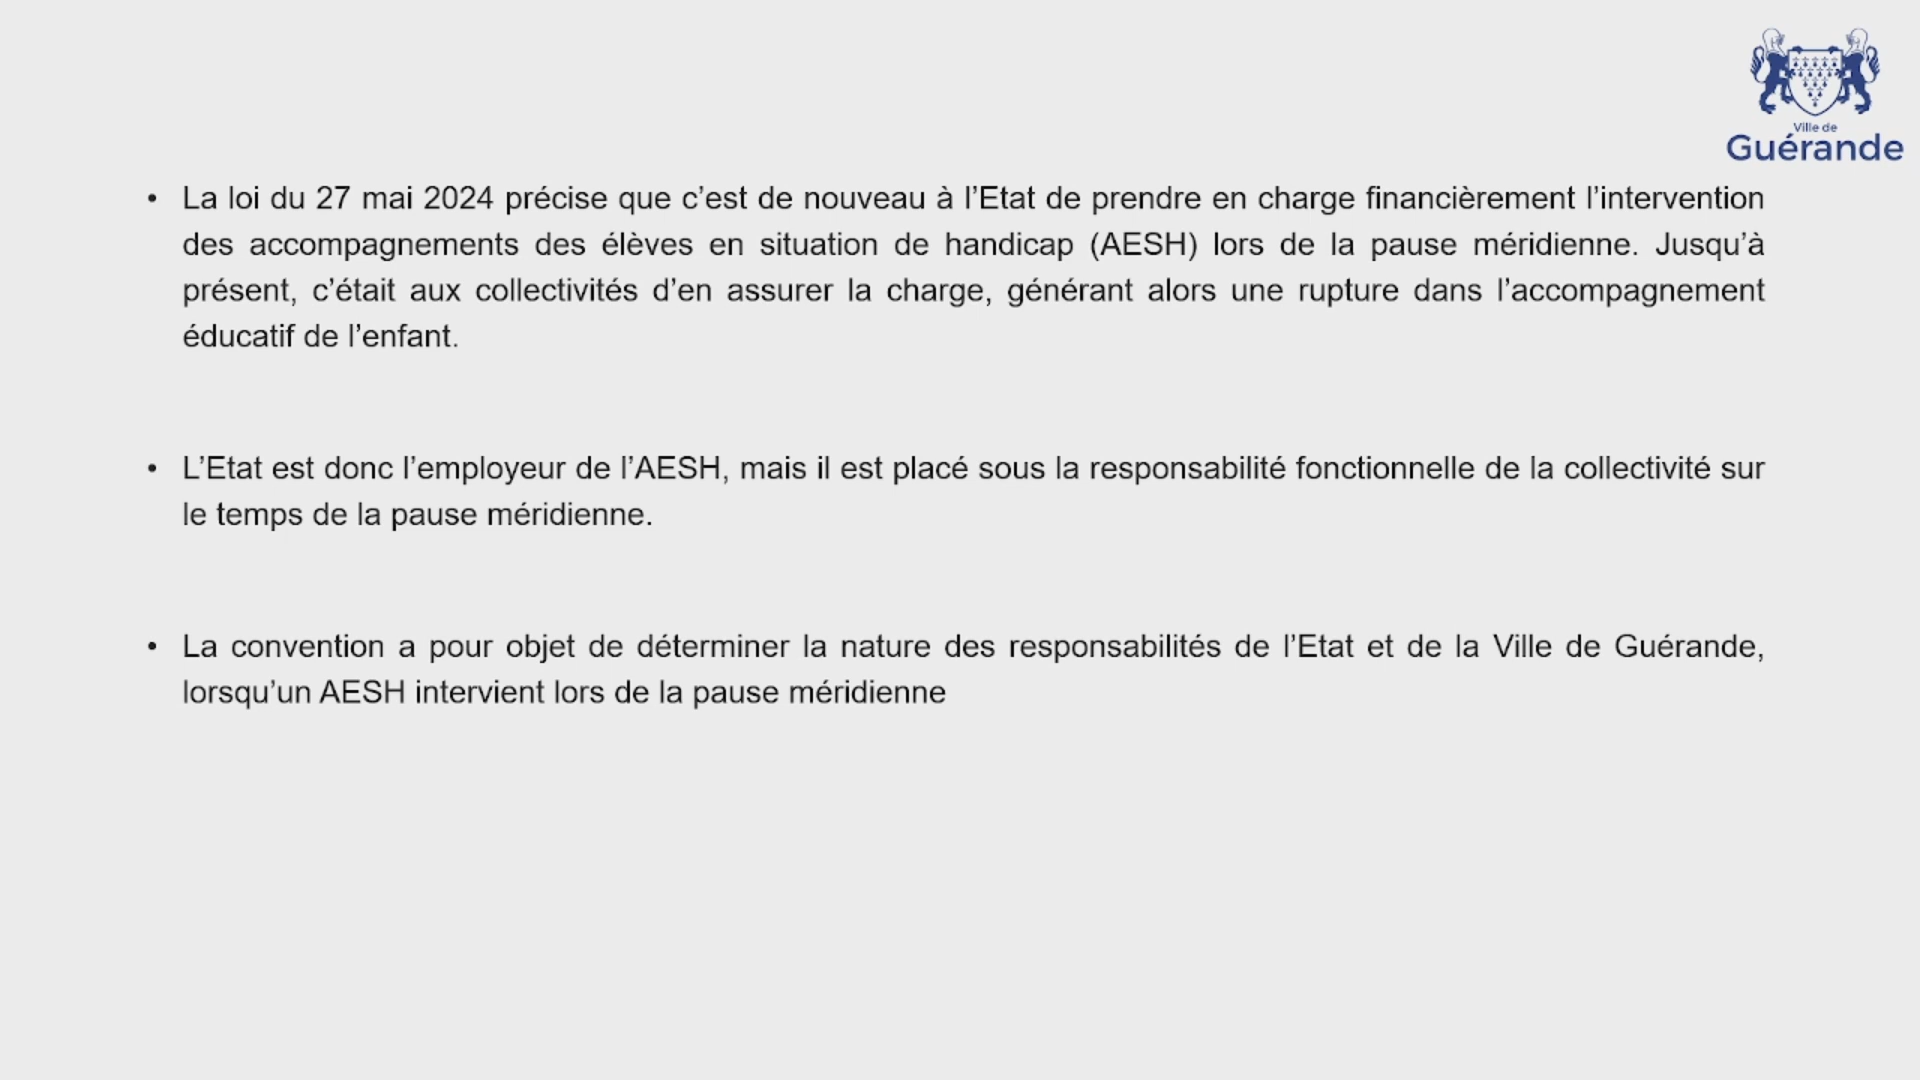 Ville de
Guérande
• La loi du 27 mai 2024 précise que c’est de nouveau à l’Etat de prendre en charge financièrement l’intervention
des accompagnements des élèves en situation de handicap (AESH) lors de la pause méridienne. Jusqu’à
présent, c’était aux collectivités d’en assurer la charge, générant alors une rupture dans l’accompagnement
éducatif de l’enfant.
• L’Etat est donc l’employeur de l’AESH, mais il est placé sous la responsabilité fonctionnelle de la collectivité sur
le temps de la pause méridienne.
• La convention a pour objet de déterminer la nature des responsabilités de l’Etat et de la Ville de Guérande,
lorsqu’un AESH intervient lors de la pause méridienne